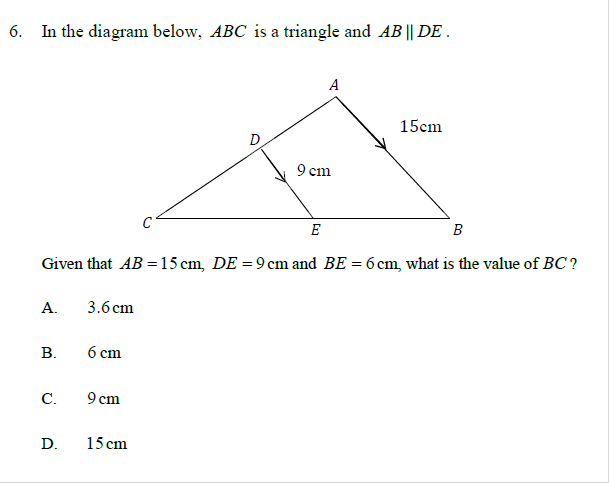 6. In the diagram below, ABC is a triangle and AB || DE.
A
15cm
D
9 cm
C
E
B
Given that AB = 15 cm, DE = 9 cm and BE = 6 cm, what is the value of BC?
A. 3.6 cm
B. 6 cm
C. 9 cm
D. 15 cm